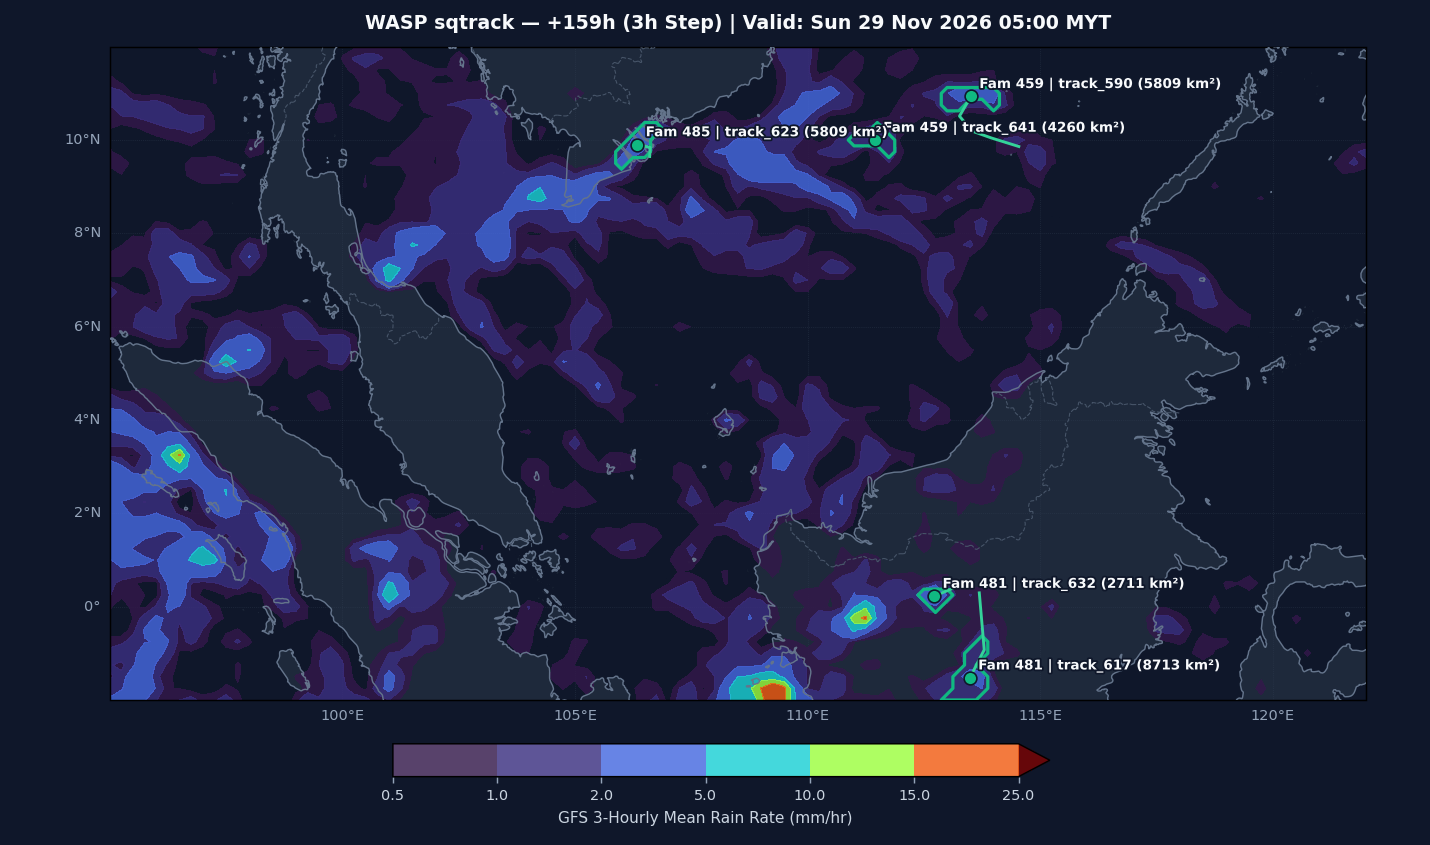 WASP sqtrack — +159h (3h Step) | Valid: Sun 29 Nov 2026 05:00 MYT
Fam 459 | track_590 (5809 km²)
Fam 485 | track_623 (5809 km²)
Fam 459 | track_641 (4260 km²)
10°N
8°N
6°N
4°N
2°N
Fam 481 | track_632 (2711 km²)
0°
Fam 481 | track_617 (8713 km²)
100°E 105°E 110°E 115°E 120°E
0.5 1.0 2.0 5.0 10.0 15.0 25.0
GFS 3-Hourly Mean Rain Rate (mm/hr)